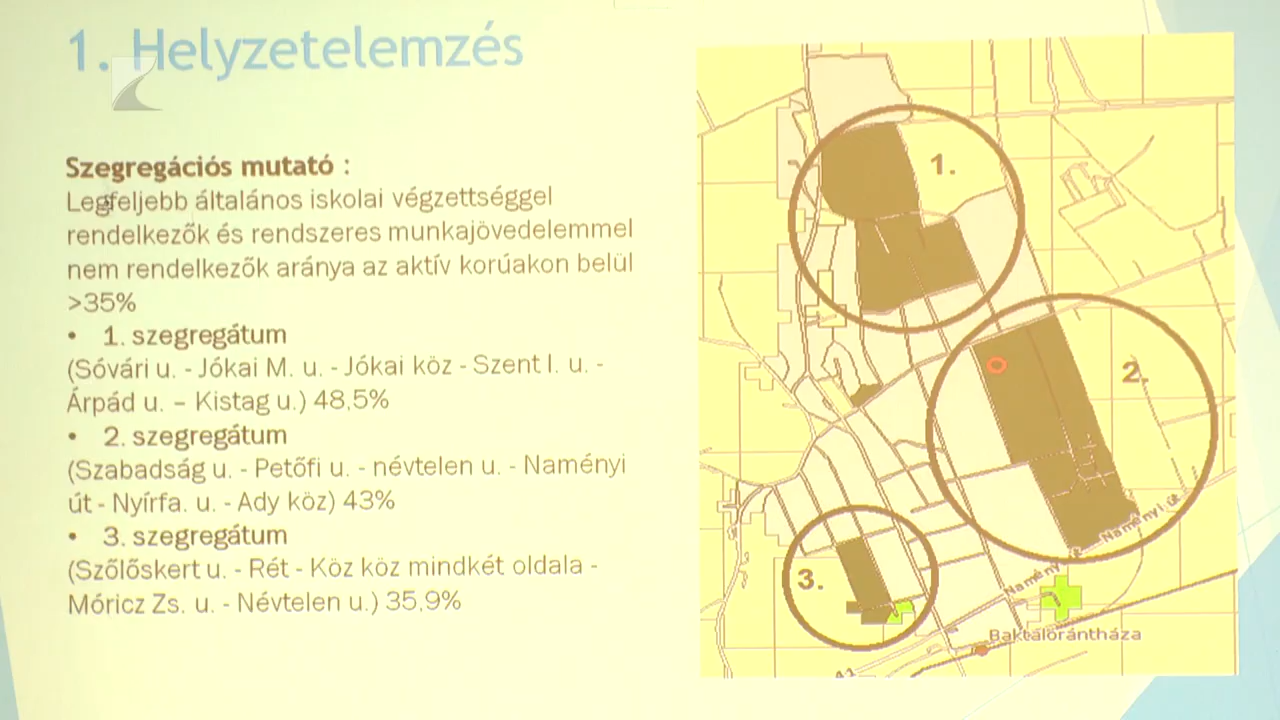 1. Helyzetelemzés
Szegregációs mutató :
Legfeljebb általános iskolai végzettséggel
rendelkezők és rendszeres munkajövedelemmel
nem rendelkezők aránya az aktív korúakon belül
>35%
• 1. szegregátum
(Sóvári u. - Jókai M. u. - Jókai köz - Szent I. u. -
Árpád u. – Kistag u.) 48,5%
• 2. szegregátum
(Szabadság u. - Petőfi u. - névtelen u. - Naményi
út - Nyírfa. u. - Ady köz) 43%
• 3. szegregátum
(Szőlőskert u. - Rét - Köz köz mindkét oldala -
Móricz Zs. u. - Névtelen u.) 35,9%
1.
2.
Naményi út
3.
Baktalórántháza
41